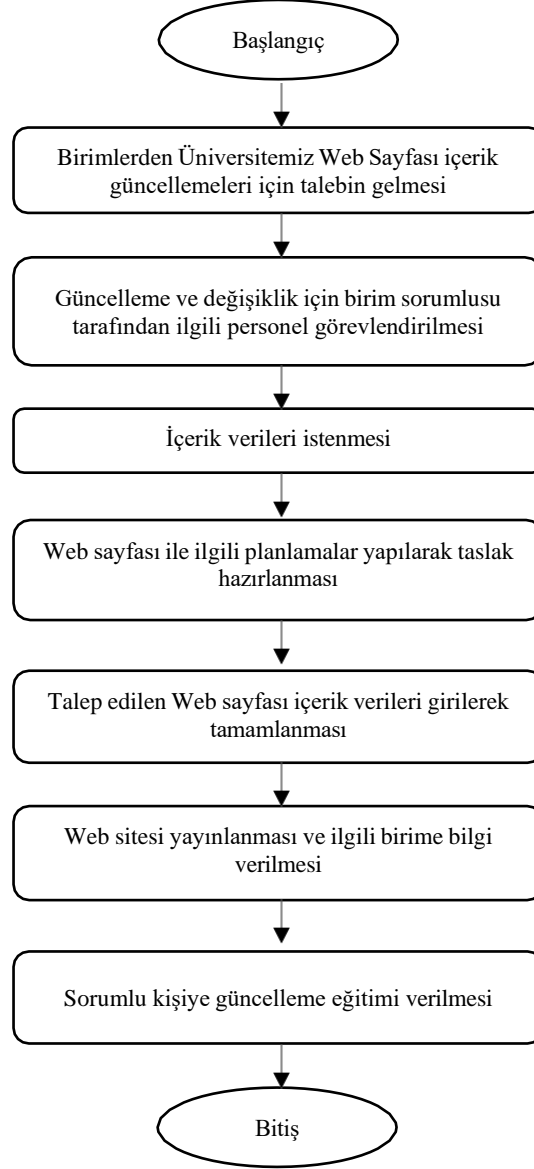 Başlangıç
Birimlerden Üniversitemiz Web Sayfası içerik
güncellemeleri için talebin gelmesi
Güncelleme ve değişiklik için birim sorumlusu
tarafından ilgili personel görevlendirilmesi
İçerik verileri istenmesi
Web sayfası ile ilgili planlamalar yapılarak taslak
hazırlanması
Talep edilen Web sayfası içerik verileri girilerek
tamamlanması
Web sitesi yayınlanması ve ilgili birime bilgi
verilmesi
Sorumlu kişiye güncelleme eğitimi verilmesi
Bitiş